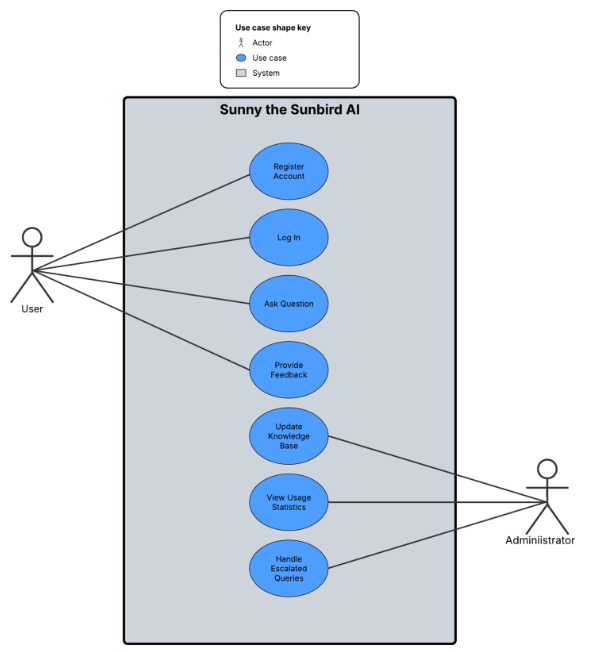 Use case shape key
Actor
Use case
System
Sunny the Sunbird AI
Register
Account
Log In
Ask Question
User
Provide
Feedback
Update
Knowledge
Base
View Usage
Statistics
Adminiistrator
Handle
Escalated
Queries